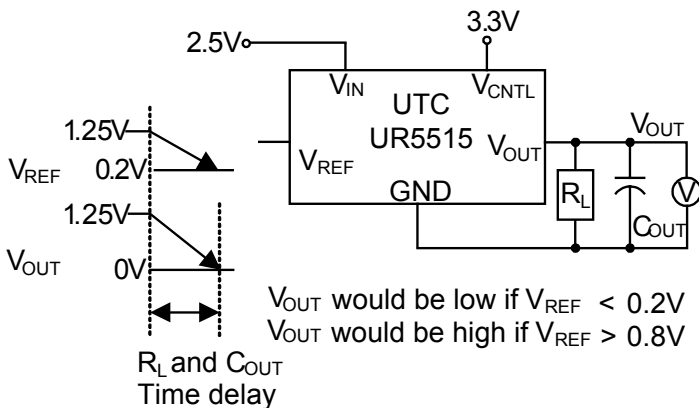 2.5V
3.3V
VIN
VCNTL
UTC
UR5515
VREF
VOUT
GND
VOUT
RL
COUT
V
1.25V
VREF 0.2V
1.25V
VOUT 0V
VOUT would be low if VREF < 0.2V
VOUT would be high if VREF > 0.8V
RL and COUT
Time delay